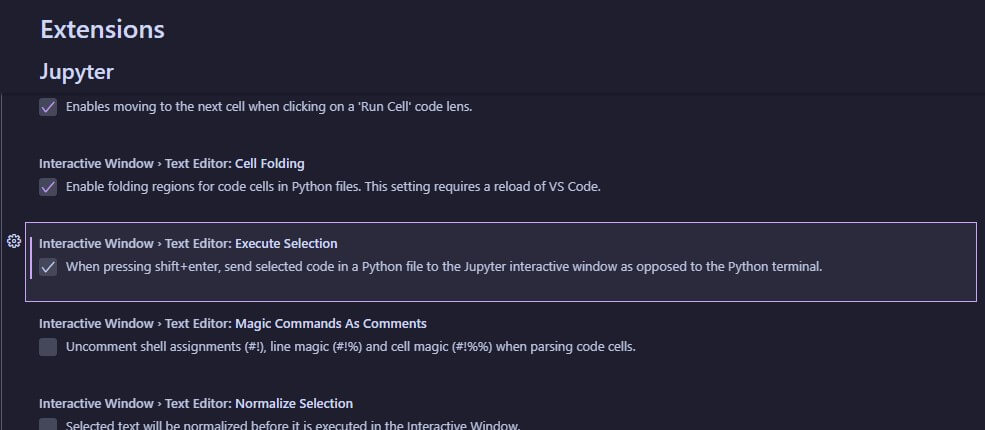 Extensions
Jupyter
Enables moving to the next cell when clicking on a 'Run Cell' code lens.
Interactive Window › Text Editor: Cell Folding
Enable folding regions for code cells in Python files. This setting requires a reload of VS Code.
Interactive Window › Text Editor: Execute Selection
When pressing shift+enter, send selected code in a Python file to the Jupyter interactive window as opposed to the Python terminal.
Interactive Window › Text Editor: Magic Commands As Comments
Uncomment shell assignments (#!), line magic (#!%) and cell magic (#!%%) when parsing code cells.
Interactive Window › Text Editor: Normalize Selection
Selected text will be normalized before it is executed in the Interactive Window.